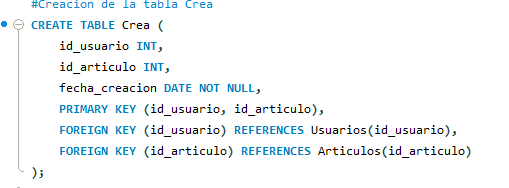 #Creacion de la tabla Crea
CREATE TABLE Crea (
id_usuario INT,
id_articulo INT,
fecha_creacion DATE NOT NULL,
PRIMARY KEY (id_usuario, id_articulo),
FOREIGN KEY (id_usuario) REFERENCES Usuarios(id_usuario),
FOREIGN KEY (id_articulo) REFERENCES Articulos(id_articulo)
);